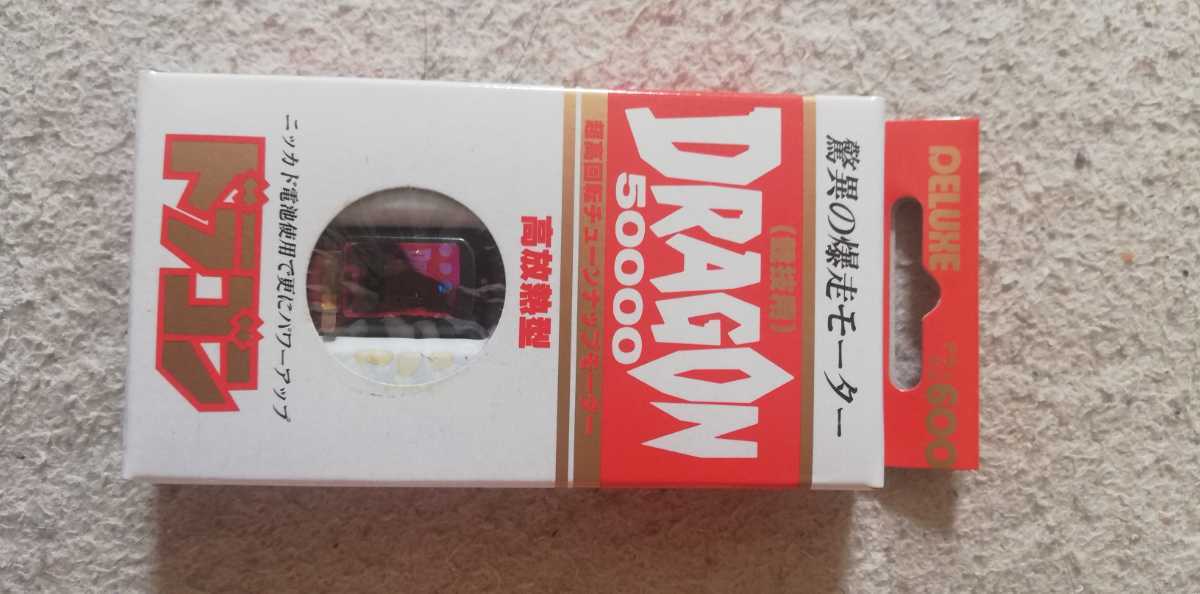 DELUXE
600
驚異の爆走モーター
(競技用)
DRAGON
50000
超高回転チューンナップモーター
高放熱型
ニッカド電池使用で更にパワーアップ
ドラゴン